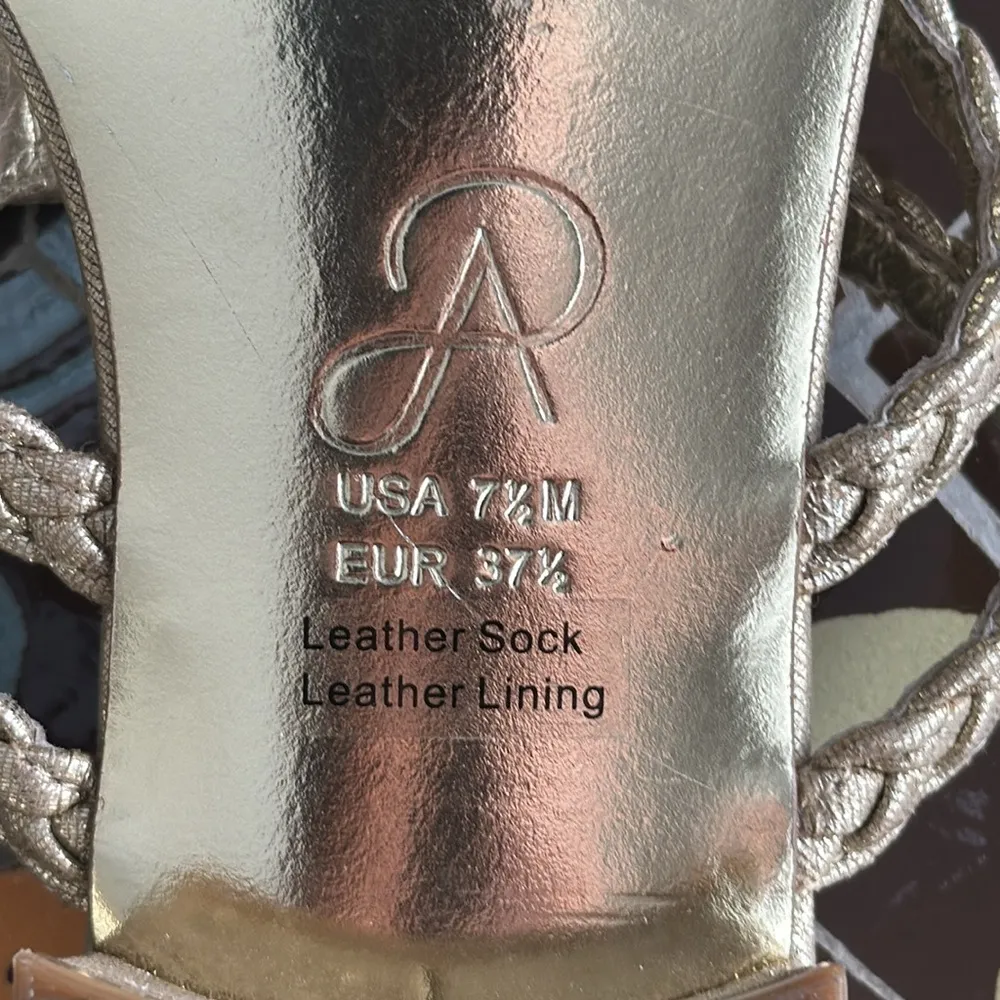 USA 7½ M
EUR 37½
Leather Sock
Leather Lining